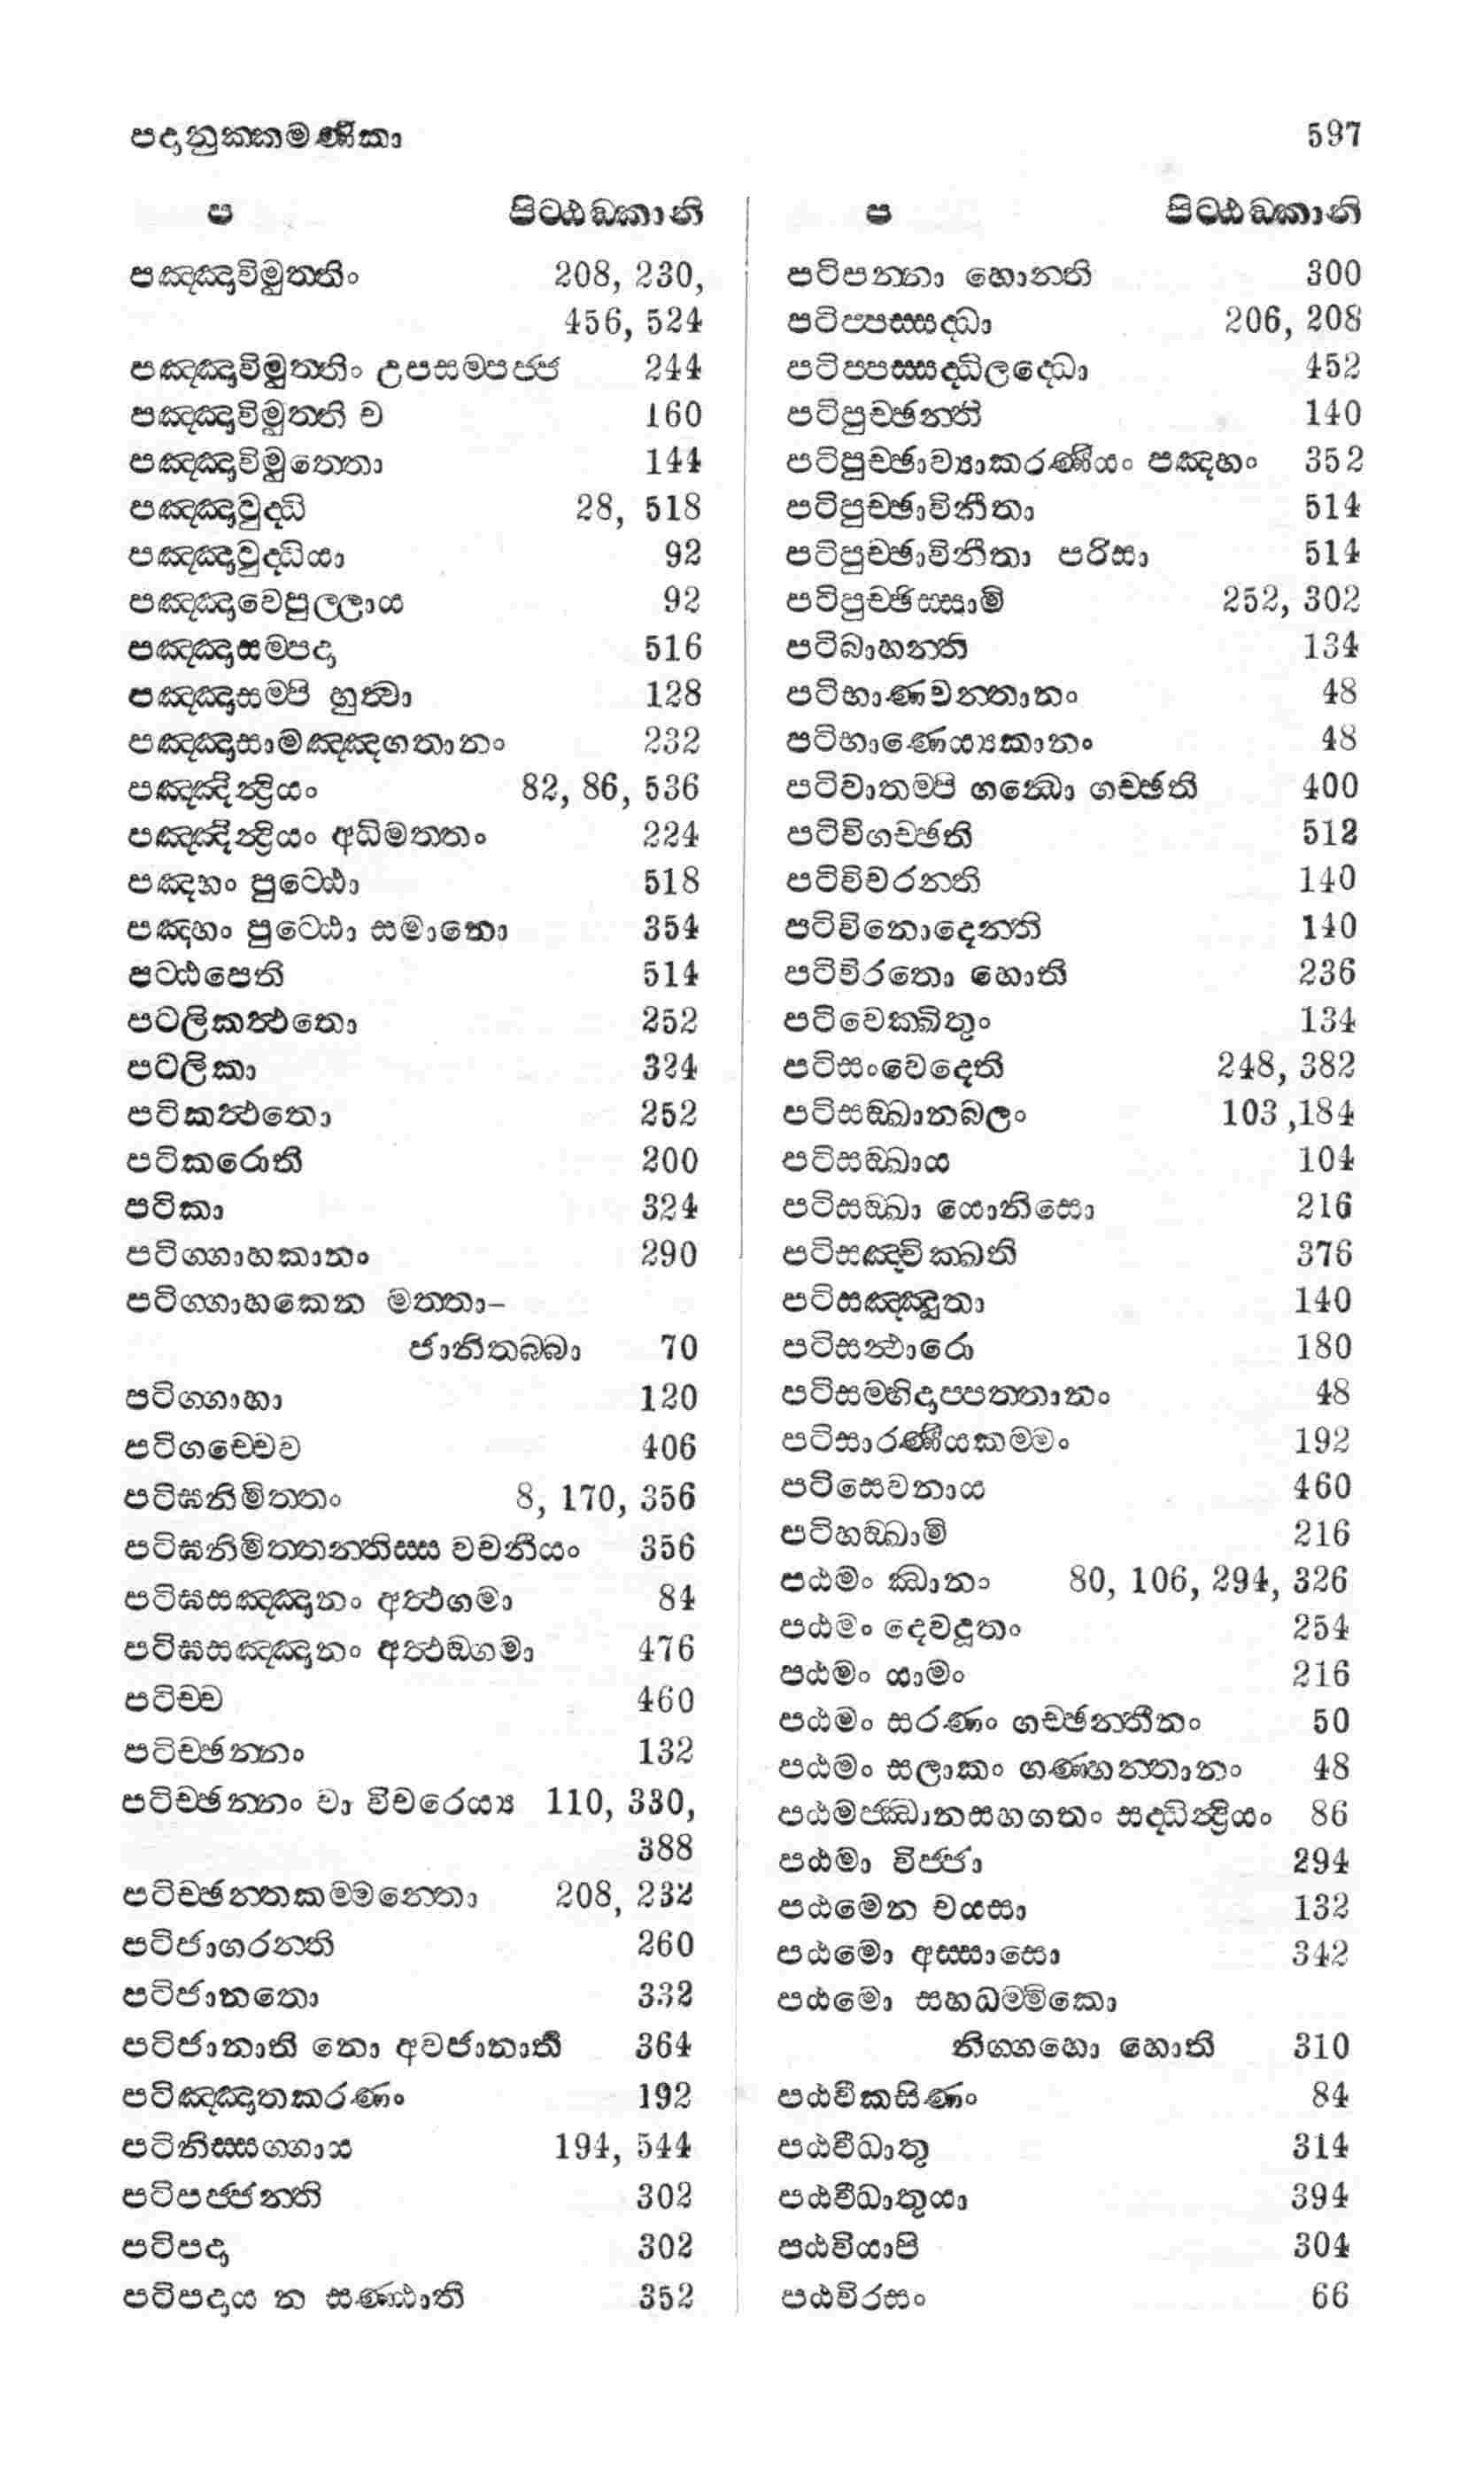 පදානුක්කමණිකා 597
ප පිට්ඨඞ්කානි
පඤ්ඤාවිමුත්තිං 208, 230,
456, 524
පඤ්ඤාවිමුත්තිං උපසම්පජ්ජ 244
පඤ්ඤාවිමුත්ති ච 160
පඤ්ඤාවිමුත්තො 144
පඤ්ඤාවුද්ධි 28, 518
පඤ්ඤාවුද්ධියා 92
පඤ්ඤාවෙපුල්ලාය 92
පඤ්ඤාසම්පදා 516
පඤ්ඤාසම්පි හුත්වා 128
පඤ්ඤාසාමඤ්ඤගතානං 232
පඤ්ඤින්ද්‍රියං 82, 86, 536
පඤ්ඤින්ද්‍රියං අධිමත්තං 224
පඤ්හං පුට්ඨො 518
පඤ්හං පුට්ඨො සමානො 354
පට්ඨපෙති 514
පටලිකත්ථතො 252
පටලිකා 324
පටිකත්ථතො 252
පටිකරොති 200
පටිකා 324
පටිග්ගාහකානං 290
පටිග්ගාහකෙන මත්තා-
ජානිතබ්බා 70
පටිග්ගාහා 120
පටිගච්චෙව 406
පටිඝනිමිත්තං 8, 170, 356
පටිඝනිමිත්තන්තිස්ස වචනීයං 356
පටිඝසඤ්ඤානං අත්ථගමා 84
පටිඝසඤ්ඤානං අත්ථඞ්ගමා 476
පටිච්ච 460
පටිච්ඡන්නං 132
පටිච්ඡන්නං වා විචරෙය්‍ය 110, 330,
388
පටිච්ඡන්නකම්මන්තො 208, 232
පටිජාගරන්ති 260
පටිජානතො 332
පටිජානාති නො අවජානාති 364
පටිඤ්ඤාතකරණං 192
පටිනිස්සග්ගාය 194, 544
පටිපජ්ජන්ති 302
පටිපදා 302
පටිපදාය න සණ්ඨාති 352
ප පිට්ඨඞ්කානි
පටිපන්නා හොන්ති 300
පටිප්පස්සද්ධා 206, 208
පටිප්පස්සද්ධිලද්ධො 452
පටිපුච්ඡන්ති 140
පටිපුච්ඡාව්‍යාකරණීයං පඤ්හං 352
පටිපුච්ඡාවිනීතා 514
පටිපුච්ඡාවිනීතා පරිසා 514
පටිපුච්ඡිස්සාමි 252, 302
පටිබාහන්ති 134
පටිභාණවන්තානං 48
පටිභාණෙය්‍යකානං 48
පටිවාතම්පි ගන්ධො ගච්ඡති 400
පටිවිගච්ඡති 512
පටිවිචරන්ති 140
පටිවිනොදෙන්ති 140
පටිවිරතො හොති 236
පටිවෙක්ඛිතුං 134
පටිසංවෙදෙති 248, 382
පටිසඞ්ඛානබලං 103 ,184
පටිසඞ්ඛාය 104
පටිසඞ්ඛා යොනිසො 216
පටිසඤ්චික්ඛති 376
පටිසඤ්ඤූතා 140
පටිසන්ථාරො 180
පටිසම්භිදාප්පත්තානං 48
පටිසාරණීයකම්මං 192
පටිසෙවනාය 460
පටිහඞ්ඛාමි 216
පඨමං ඣානං 80, 106, 294, 326
පඨමං දෙවදූතං 254
පඨමං යාමං 216
පඨමං සරණං ගච්ඡන්තීනං 50
පඨමං සලාකං ගණ්හන්තානං 48
පඨමජ්ඣානසහගතං සද්ධින්ද්‍රියං 86
පඨමා විජ්ජා 294
පඨමෙන වයසා 132
පඨමො අස්සාසො 342
පඨමො සහධම්මිකො
නිග්ගහො හොති 310
පඨවීකසිණං 84
පඨවීධාතු 314
පඨවීධාතුයා 394
පඨවියාපි 304
පඨවිරසං 66